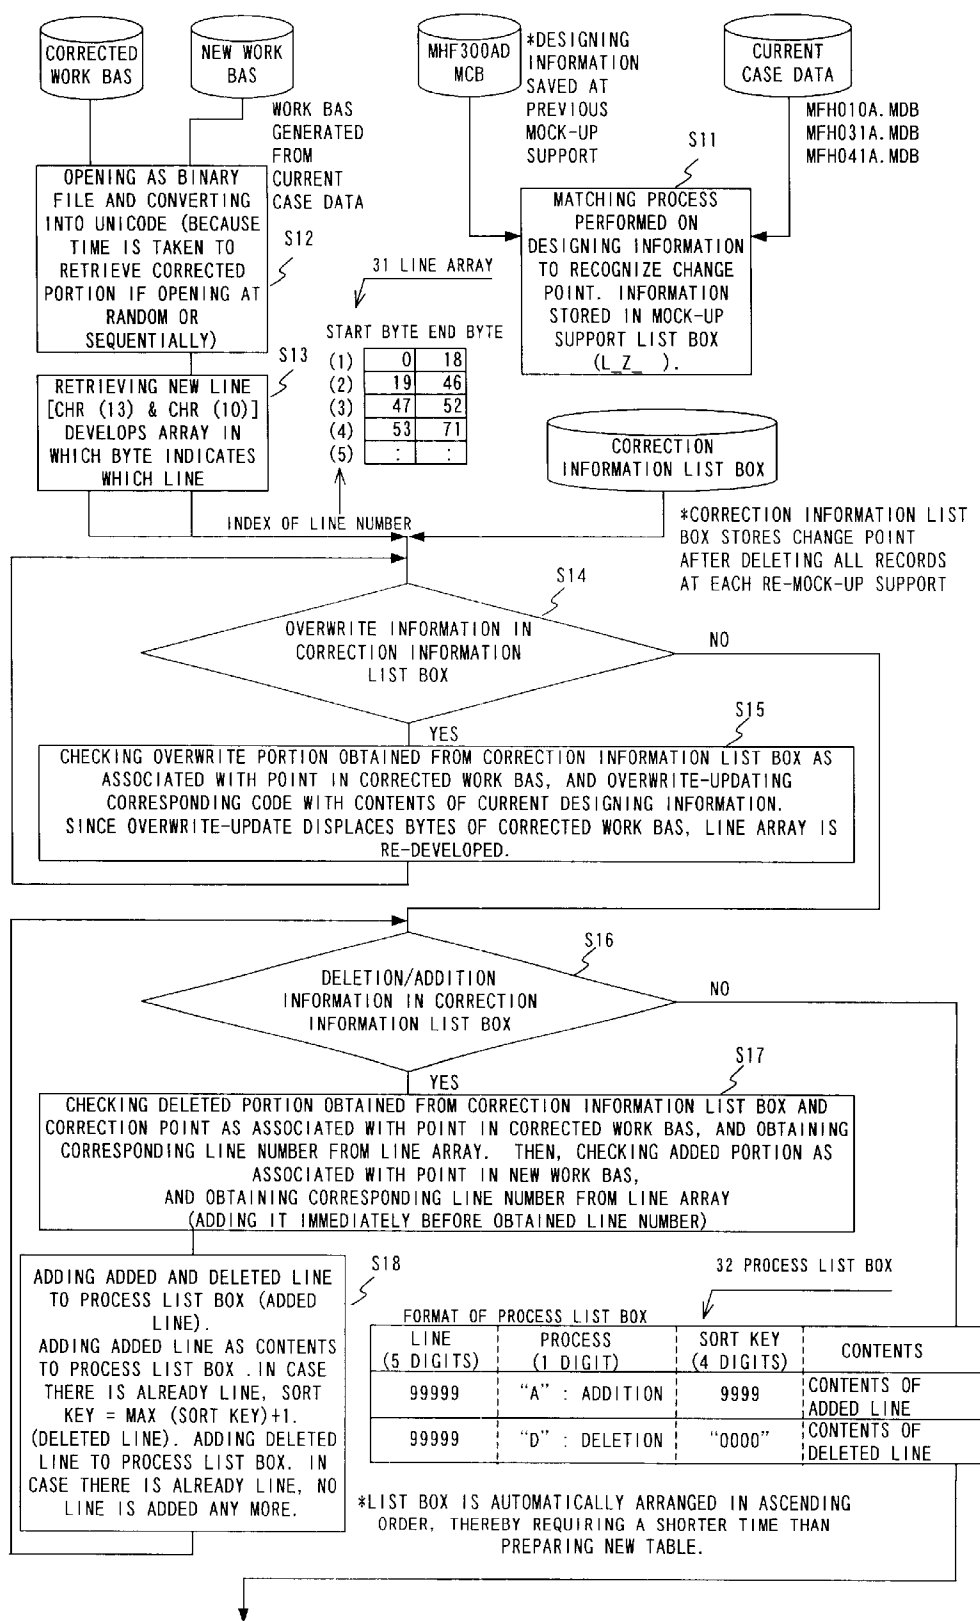 CORRECTED
WORK BAS
NEW WORK
BAS
WORK BAS
GENERATED
FROM
CURRENT
CASE DATA
MHF300AD
MCB
*DESIGNING
INFORMATION
SAVED AT
PREVIOUS
MOCK-UP
SUPPORT
CURRENT
CASE DATA
MFH010A.MDB
MFH031A.MDB
MFH041A.MDB
S11
MATCHING PROCESS
PERFORMED ON
DESIGNING INFORMATION
TO RECOGNIZE CHANGE
POINT. INFORMATION
STORED IN MOCK-UP
SUPPORT LIST BOX
(L_Z_ ).
OPENING AS BINARY
FILE AND CONVERTING
INTO UNICODE (BECAUSE
TIME IS TAKEN TO
RETRIEVE CORRECTED
PORTION IF OPENING AT
RANDOM OR
SEQUENTIALLY)
S12
31 LINE ARRAY
START BYTE END BYTE
(1) 0 18
(2) 19 46
(3) 47 52
(4) 53 71
(5) : :
INDEX OF LINE NUMBER
S13
RETRIEVING NEW LINE
[CHR (13) & CHR (10)]
DEVELOPS ARRAY IN
WHICH BYTE INDICATES
WHICH LINE
CORRECTION
INFORMATION LIST BOX
*CORRECTION INFORMATION LIST
BOX STORES CHANGE POINT
AFTER DELETING ALL RECORDS
AT EACH RE-MOCK-UP SUPPORT
S14
OVERWRITE INFORMATION IN
CORRECTION INFORMATION
LIST BOX
NO
YES
S15
CHECKING OVERWRITE PORTION OBTAINED FROM CORRECTION INFORMATION LIST BOX AS
ASSOCIATED WITH POINT IN CORRECTED WORK BAS, AND OVERWRITE-UPDATING
CORRESPONDING CODE WITH CONTENTS OF CURRENT DESIGNING INFORMATION.
SINCE OVERWRITE-UPDATE DISPLACES BYTES OF CORRECTED WORK BAS, LINE ARRAY IS
RE-DEVELOPED.
S16
DELETION/ADDITION
INFORMATION IN CORRECTION
INFORMATION LIST BOX
NO
YES
S17
CHECKING DELETED PORTION OBTAINED FROM CORRECTION INFORMATION LIST BOX AND
CORRECTION POINT AS ASSOCIATED WITH POINT IN CORRECTED WORK BAS, AND OBTAINING
CORRESPONDING LINE NUMBER FROM LINE ARRAY. THEN, CHECKING ADDED PORTION AS
ASSOCIATED WITH POINT IN NEW WORK BAS,
AND OBTAINING CORRESPONDING LINE NUMBER FROM LINE ARRAY
(ADDING IT IMMEDIATELY BEFORE OBTAINED LINE NUMBER)
S18
ADDING ADDED AND DELETED LINE
TO PROCESS LIST BOX (ADDED
LINE).
ADDING ADDED LINE AS CONTENTS
TO PROCESS LIST BOX . IN CASE
THERE IS ALREADY LINE, SORT
KEY = MAX (SORT KEY)+1.
(DELETED LINE). ADDING DELETED
LINE TO PROCESS LIST BOX. IN
CASE THERE IS ALREADY LINE, NO
LINE IS ADDED ANY MORE.
32 PROCESS LIST BOX
FORMAT OF PROCESS LIST BOX
LINE PROCESS SORT KEY CONTENTS
(5 DIGITS) (1 DIGIT) (4 DIGITS)
99999 "A" : ADDITION 9999 CONTENTS OF
ADDED LINE
99999 "D" : DELETION "0000" CONTENTS OF
DELETED LINE
*LIST BOX IS AUTOMATICALLY ARRANGED IN ASCENDING
ORDER, THEREBY REQUIRING A SHORTER TIME THAN
PREPARING NEW TABLE.